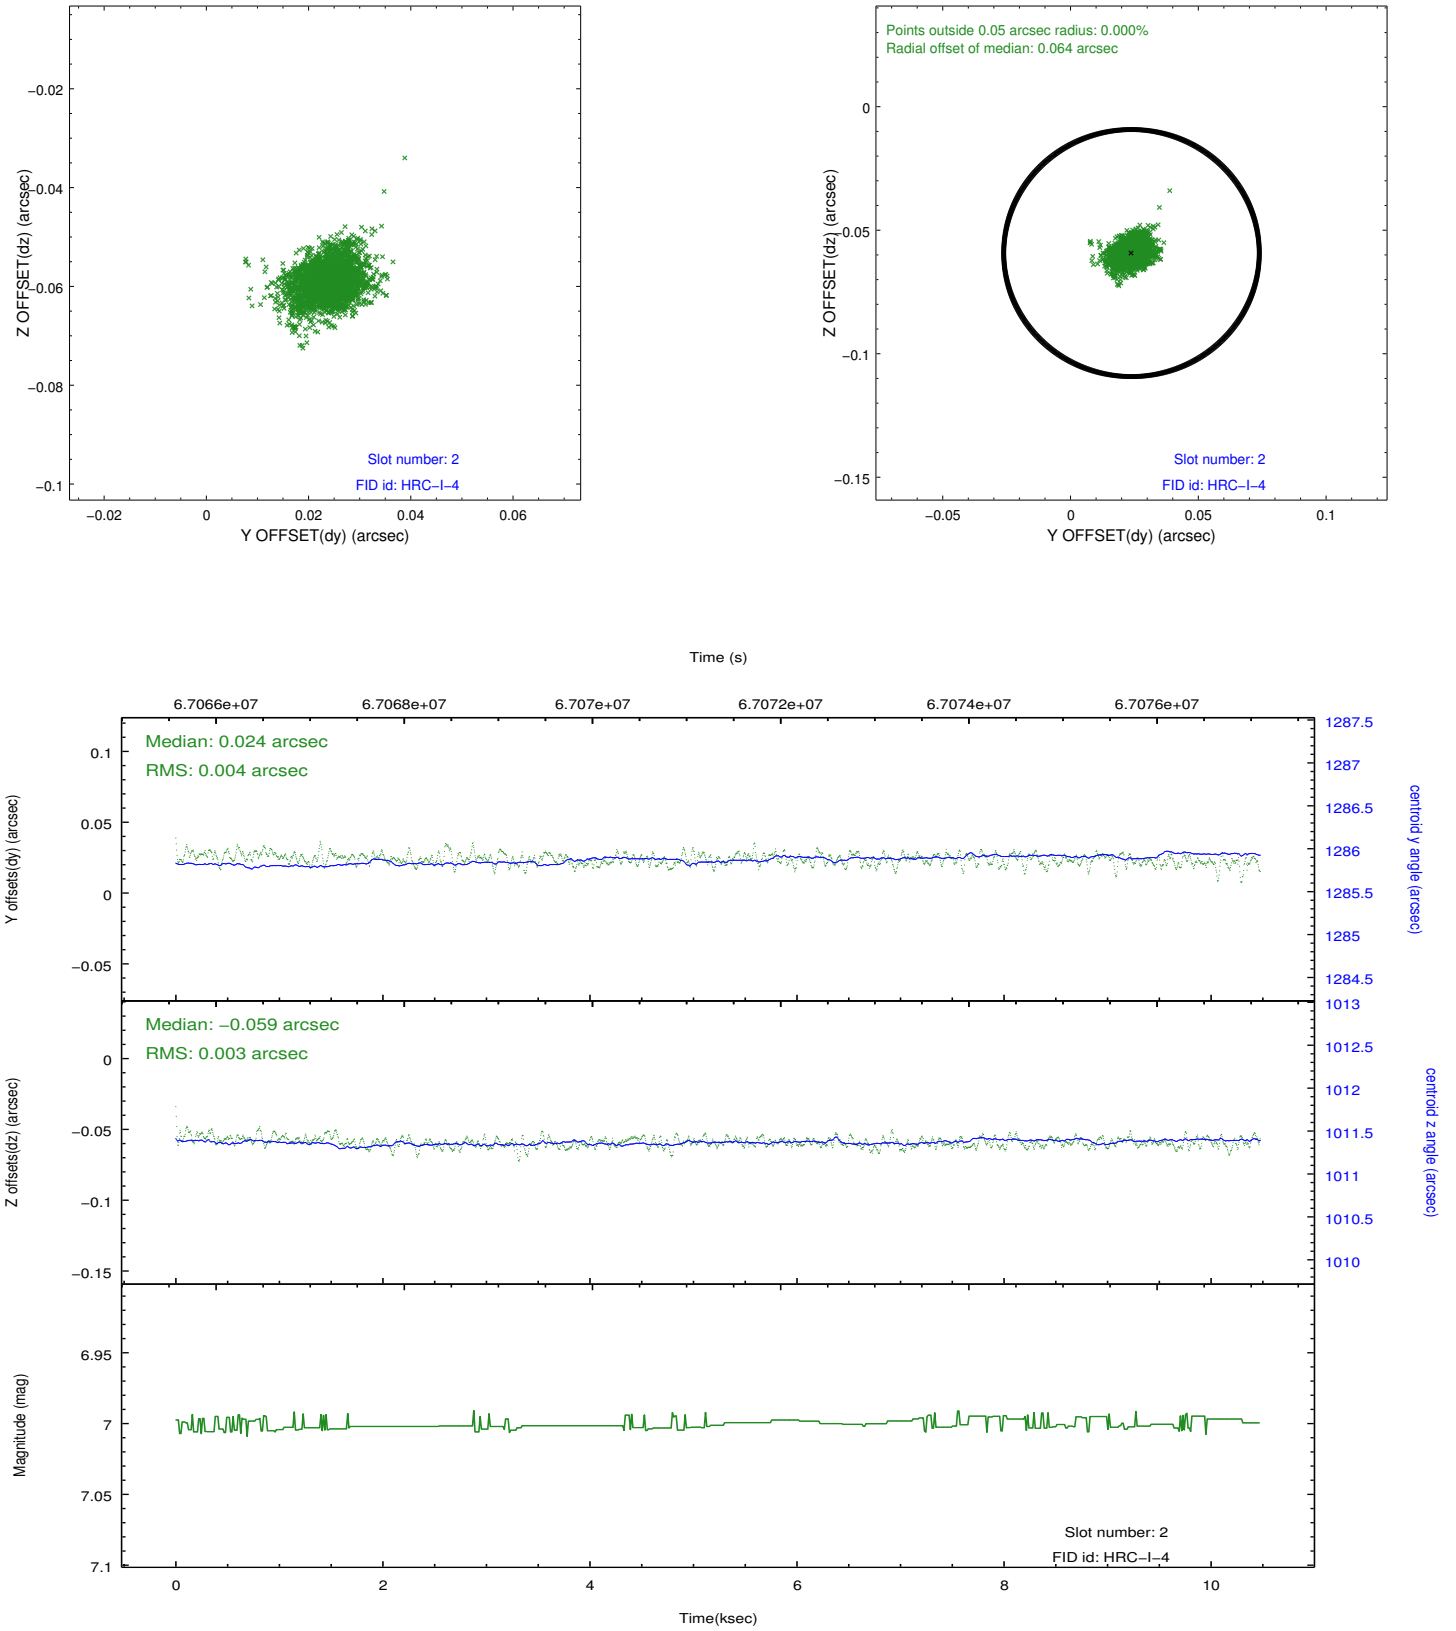 −0.02
−0.04
−0.06
−0.08
−0.1
Z OFFSET(dz) (arcsec)
Slot number: 2
FID id: HRC−I−4
−0.02 0 0.02 0.04 0.06
Y OFFSET(dy) (arcsec)
Points outside 0.05 arcsec radius: 0.000%
Radial offset of median: 0.064 arcsec
0
−0.05
−0.1
−0.15
Z OFFSET(dz) (arcsec)
Slot number: 2
FID id: HRC−I−4
−0.05 0 0.05 0.1
Y OFFSET(dy) (arcsec)
Time (s)
6.7066e+07 6.7068e+07 6.707e+07 6.7072e+07 6.7074e+07 6.7076e+07
Median: 0.024 arcsec
RMS: 0.004 arcsec
0.1
0.05
0
−0.05
Y offsets(dy) (arcsec)
1287.5
1287
1286.5
1286
1285.5
1285
1284.5
centroid y angle (arcsec)
Median: −0.059 arcsec
RMS: 0.003 arcsec
0
−0.05
−0.1
−0.15
Z offsets(dz) (arcsec)
1013
1012.5
1012
1011.5
1011
1010.5
1010
centroid z angle (arcsec)
6.95
7
7.05
7.1
Magnitude (mag)
Slot number: 2
FID id: HRC−I−4
0 2 4 6 8 10
Time(ksec)